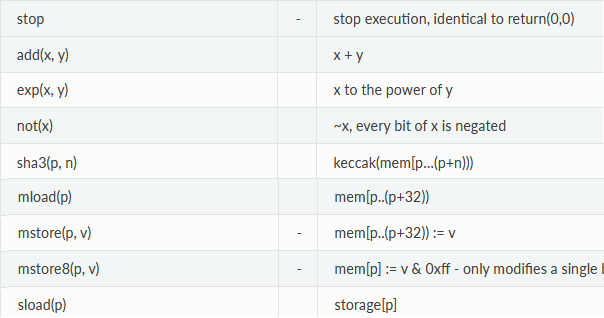 stop - stop execution, identical to return(0,0)
add(x, y) x + y
exp(x, y) x to the power of y
not(x) ~x, every bit of x is negated
sha3(p, n) keccak(mem[p...(p+n)))
mload(p) mem[p..(p+32))
mstore(p, v) - mem[p..(p+32)) := v
mstore8(p, v) - mem[p] := v & 0xff - only modifies a single
sload(p) storage[p]